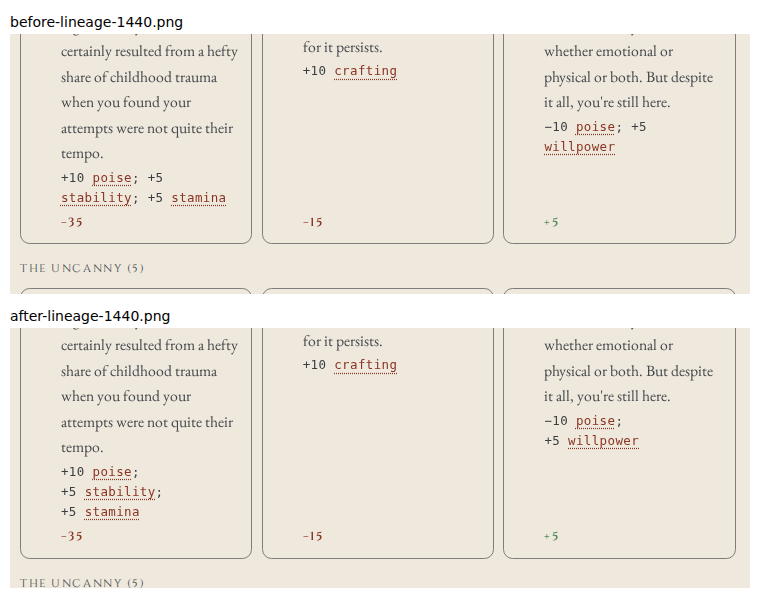 before-lineage-1440.png
certainly resulted from a hefty
share of childhood trauma
when you found your
attempts were not quite their
tempo.
+10 poise; +5
stability; +5 stamina
−35
for it persists.
+10 crafting
−15
whether emotional or
physical or both. But despite
it all, you're still here.
−10 poise; +5
willpower
+5
THE UNCANNY (5)
after-lineage-1440.png
certainly resulted from a hefty
share of childhood trauma
when you found your
attempts were not quite their
tempo.
+10 poise;
+5 stability;
+5 stamina
−35
for it persists.
+10 crafting
−15
whether emotional or
physical or both. But despite
it all, you're still here.
−10 poise;
+5 willpower
+5
THE UNCANNY (5)